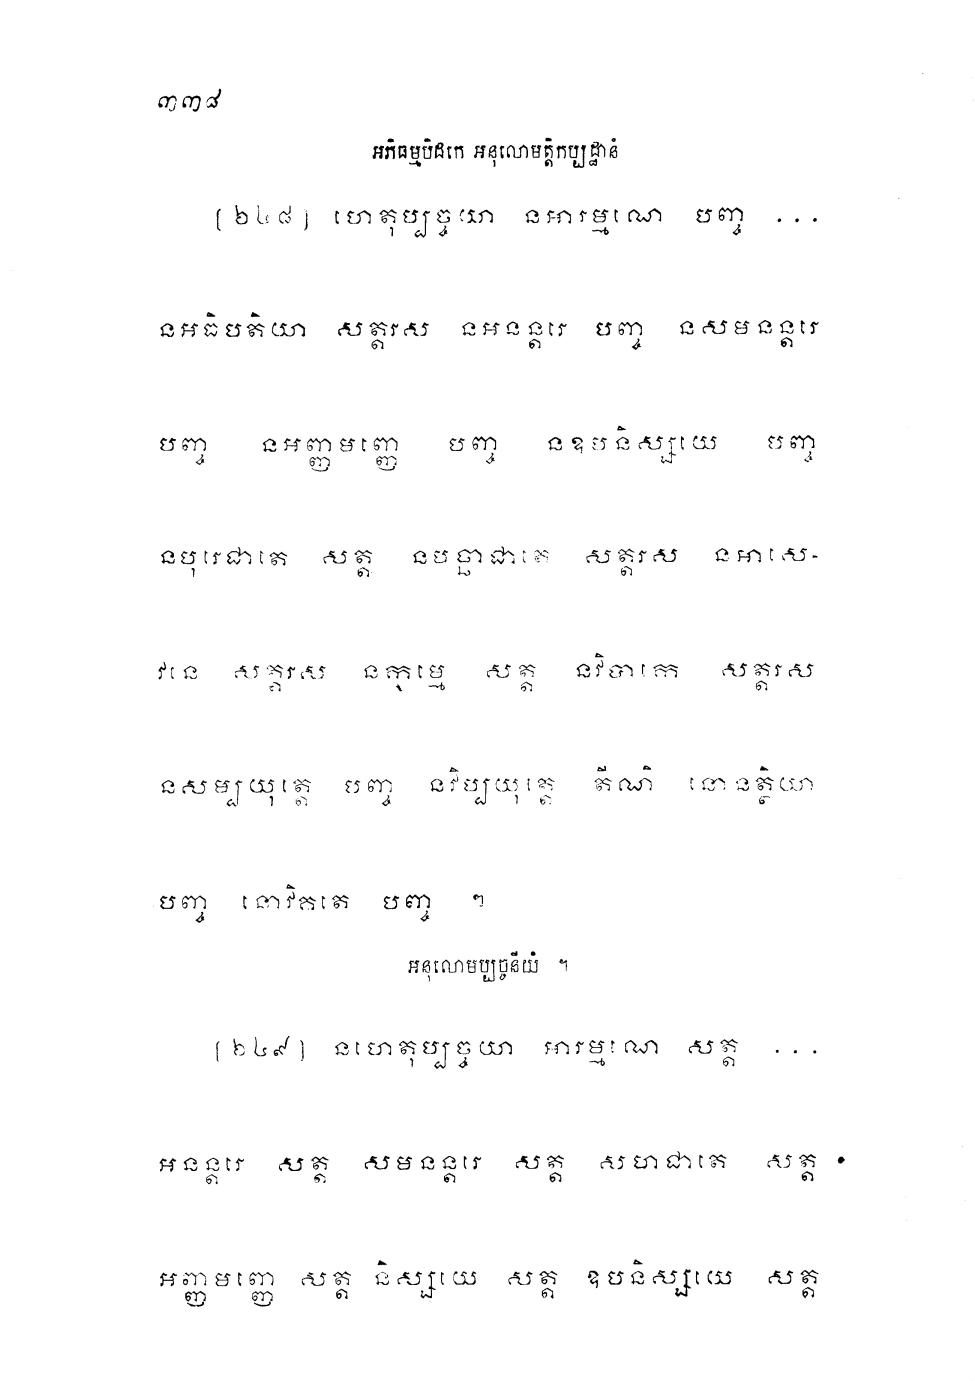 ៣៣៨
អភិធម្មបិដកេ អនុលោមត្តិកប្បដ្ឋានំ
[២៤៨] ហេតុប្បច្ចយា នអារម្មណេ បញ្ច ...
នអធិបតិយា សត្តរស នអនន្តរេ បញ្ច នសមនន្តរេ
បញ្ច នអញ្ញមញ្ញេ បញ្ច នឧបនិស្សយេ បញ្ច
នបុរេជាតេ សត្ត នបច្ឆាជាតេ សត្តរស នអាសេ-
វនេ សត្តរស នកម្មេ សត្ត នវិបាកេ សត្តរស
នសម្បយុត្តេ បញ្ច នវិប្បយុត្តេ តីណិ នោនត្ថិយា
បញ្ច នោវិគតេ បញ្ច ។
អនុលោមប្បច្ចនីយំ ។
[២៤៩] នហេតុប្បច្ចយា អារម្មណេ សត្ត ...
អនន្តរេ សត្ត សមនន្តរេ សត្ត សហជាតេ សត្ត
អញ្ញមញ្ញេ សត្ត និស្សយេ សត្ត ឧបនិស្សយេ សត្ត